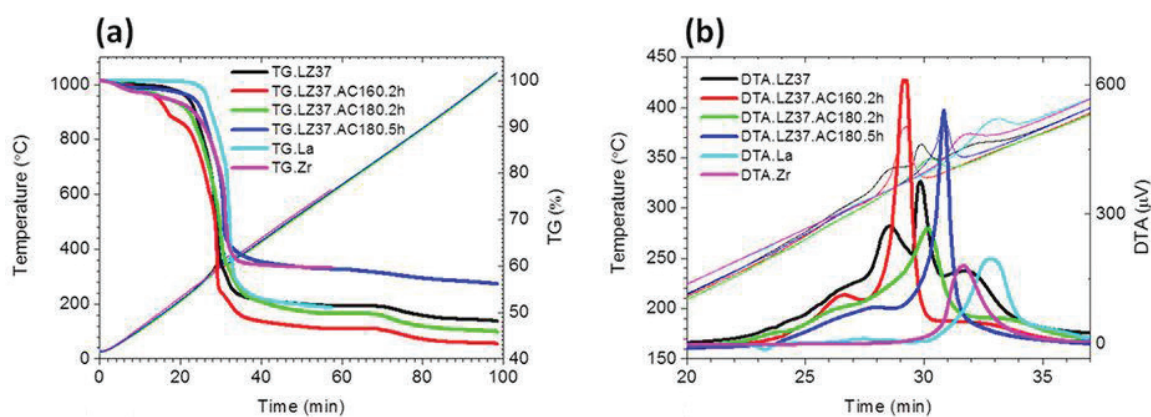 (a)
(b)
TG.LZ37
TG.LZ37.AC160.2h
TG.LZ37.AC180.2h
TG.LZ37.AC180.5h
TG.La
TG.Zr
1000
800
600
400
200
0
Temperature (°C)
100
90
80
70
60
50
40
TG (%)
0 20 40 60 80 100
Time (min)
DTA.LZ37
DTA.LZ37.AC160.2h
DTA.LZ37.AC180.2h
DTA.LZ37.AC180.5h
DTA.La
DTA.Zr
450
400
350
300
250
200
150
Temperature (°C)
600
300
0
DTA (µV)
20 25 30 35
Time (min)